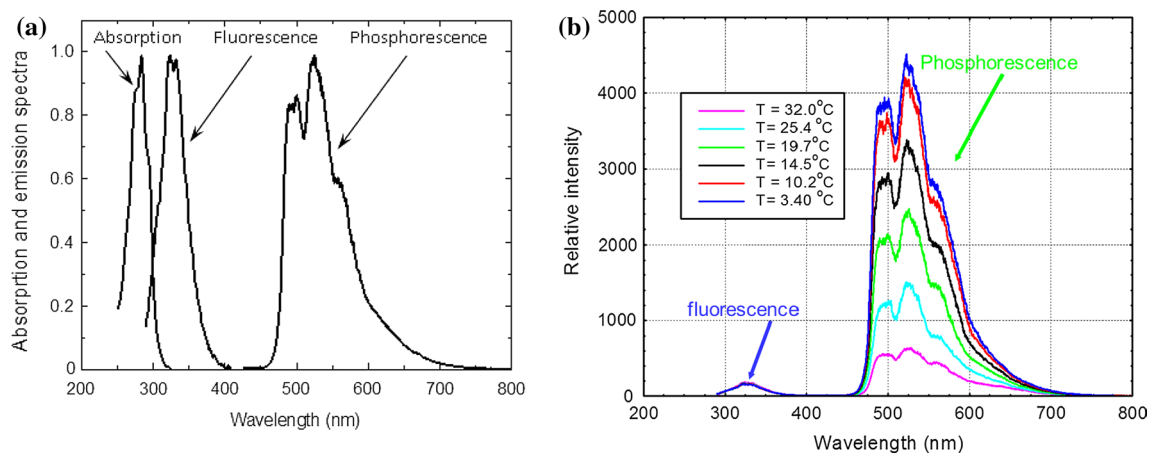 (a)
Absorption Fluorescence Phosphorescence
Absorprtion and emission spectra
1.0
0.8
0.6
0.4
0.2
0
200 300 400 500 600 700 800
Wavelength (nm)
(b)
Relative intensity
5000
4000
3000
2000
1000
0
Phosphorescence
T = 32.0°C
T = 25.4°C
T = 19.7°C
T = 14.5°C
T = 10.2°C
T = 3.40 °C
fluorescence
200 300 400 500 600 700 800
Wavelength (nm)